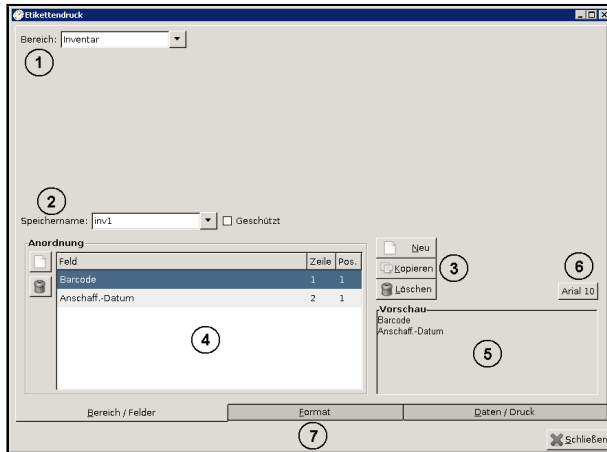 Etikettendruck
Bereich: Inventar
1
2
Speichername: inv1 Geschützt
Anordnung
Feld Zeile Pos.
Barcode 1 1
Anschaff.-Datum 2 1
4
Neu
Kopieren
Löschen
3
6
Arial 10
Vorschau
Barcode
Anschaff.-Datum
5
Bereich / Felder Format Daten / Druck
7
Schließen